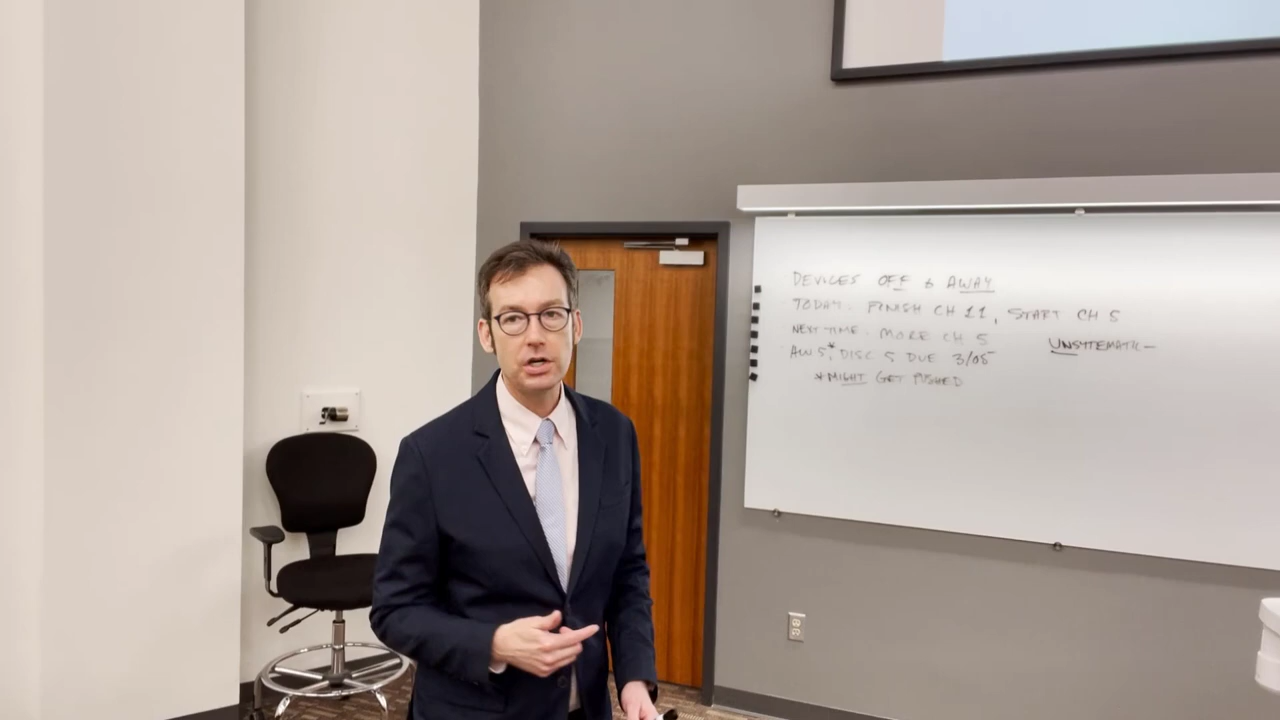 DEVICES OFF & AWAY
TODAY. FINISH CH 11, START CH 5
NEXT TIME. MORE CH 5
UNSYTEMATIC
AW 5*, DISC 5 DUE 3/05
*MIGHT GET PUSHED